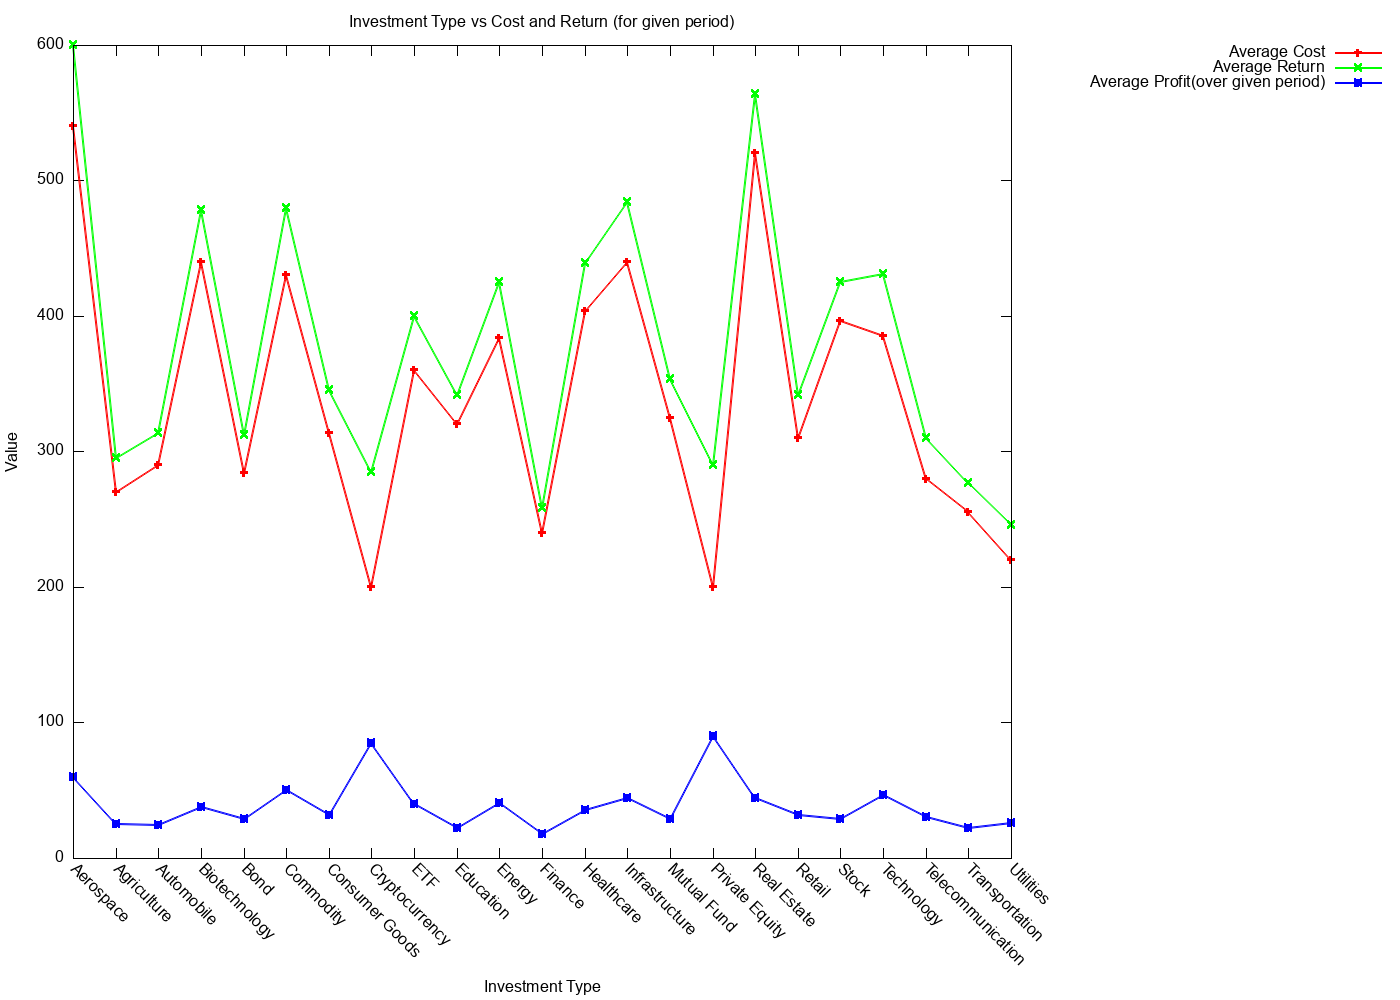 Investment Type vs Cost and Return (for given period)
Average Cost
Average Return
Average Profit(over given period)
600
500
400
300
200
100
0
Value
Aerospace
Agriculture
Automobile
Biotechnology
Bond
Commodity
Consumer Goods
Cryptocurrency
ETF
Education
Energy
Finance
Healthcare
Infrastructure
Mutual Fund
Private Equity
Real Estate
Retail
Stock
Technology
Telecommunication
Transportation
Utilities
Investment Type